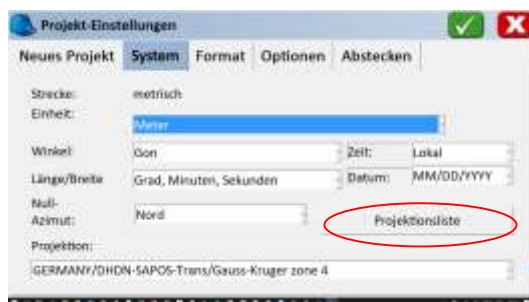 Projekt-Einstellungen
Neues Projekt System Format Optionen Abstecken
Strecke: metrisch
Einheit: Meter
Winkel: Gon Zeit: Lokal
Länge/Breite Grad, Minuten, Sekunden Datum: MM/DD/YYYY
Null-
Azimut: Nord Projektionsliste
Projektion:
GERMANY/DHDN-SAPOS-Trans/Gauss-Kruger zone 4